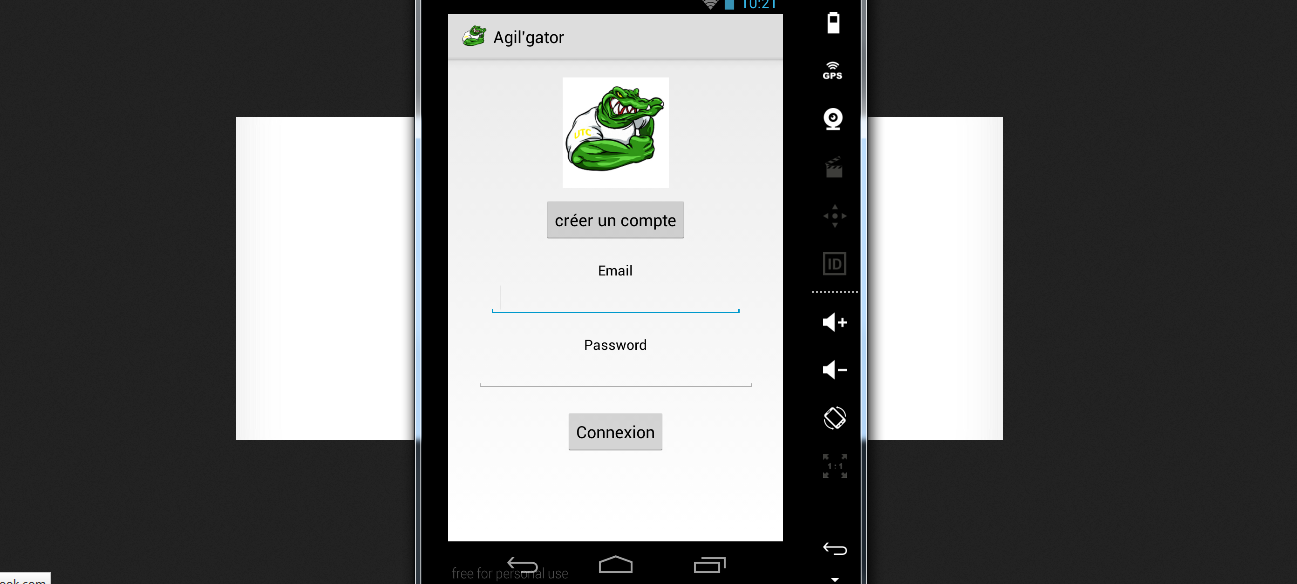 10:21
Agil'gator
GPS
UTC
créer un compte
Email
ID
Password
Connexion
1:1
free for personal use
ook.com